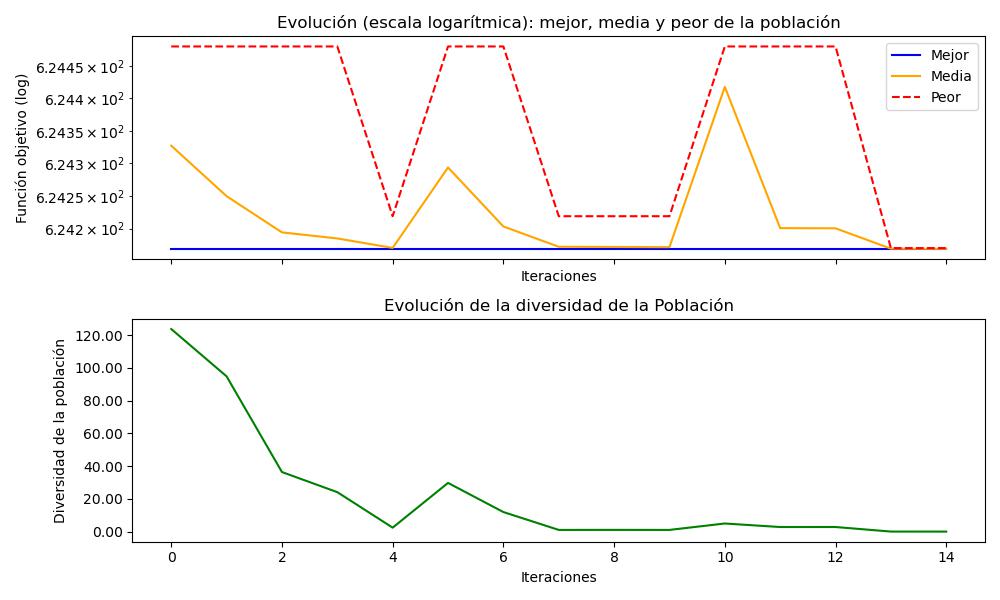 Evolución (escala logarítmica): mejor, media y peor de la población
Función objetivo (log)
6.2445 × 10²
6.244 × 10²
6.2435 × 10²
6.243 × 10²
6.2425 × 10²
6.242 × 10²
Mejor
Media
Peor
Iteraciones
Evolución de la diversidad de la Población
Diversidad de la población
120.00
100.00
80.00
60.00
40.00
20.00
0.00
0 2 4 6 8 10 12 14
Iteraciones